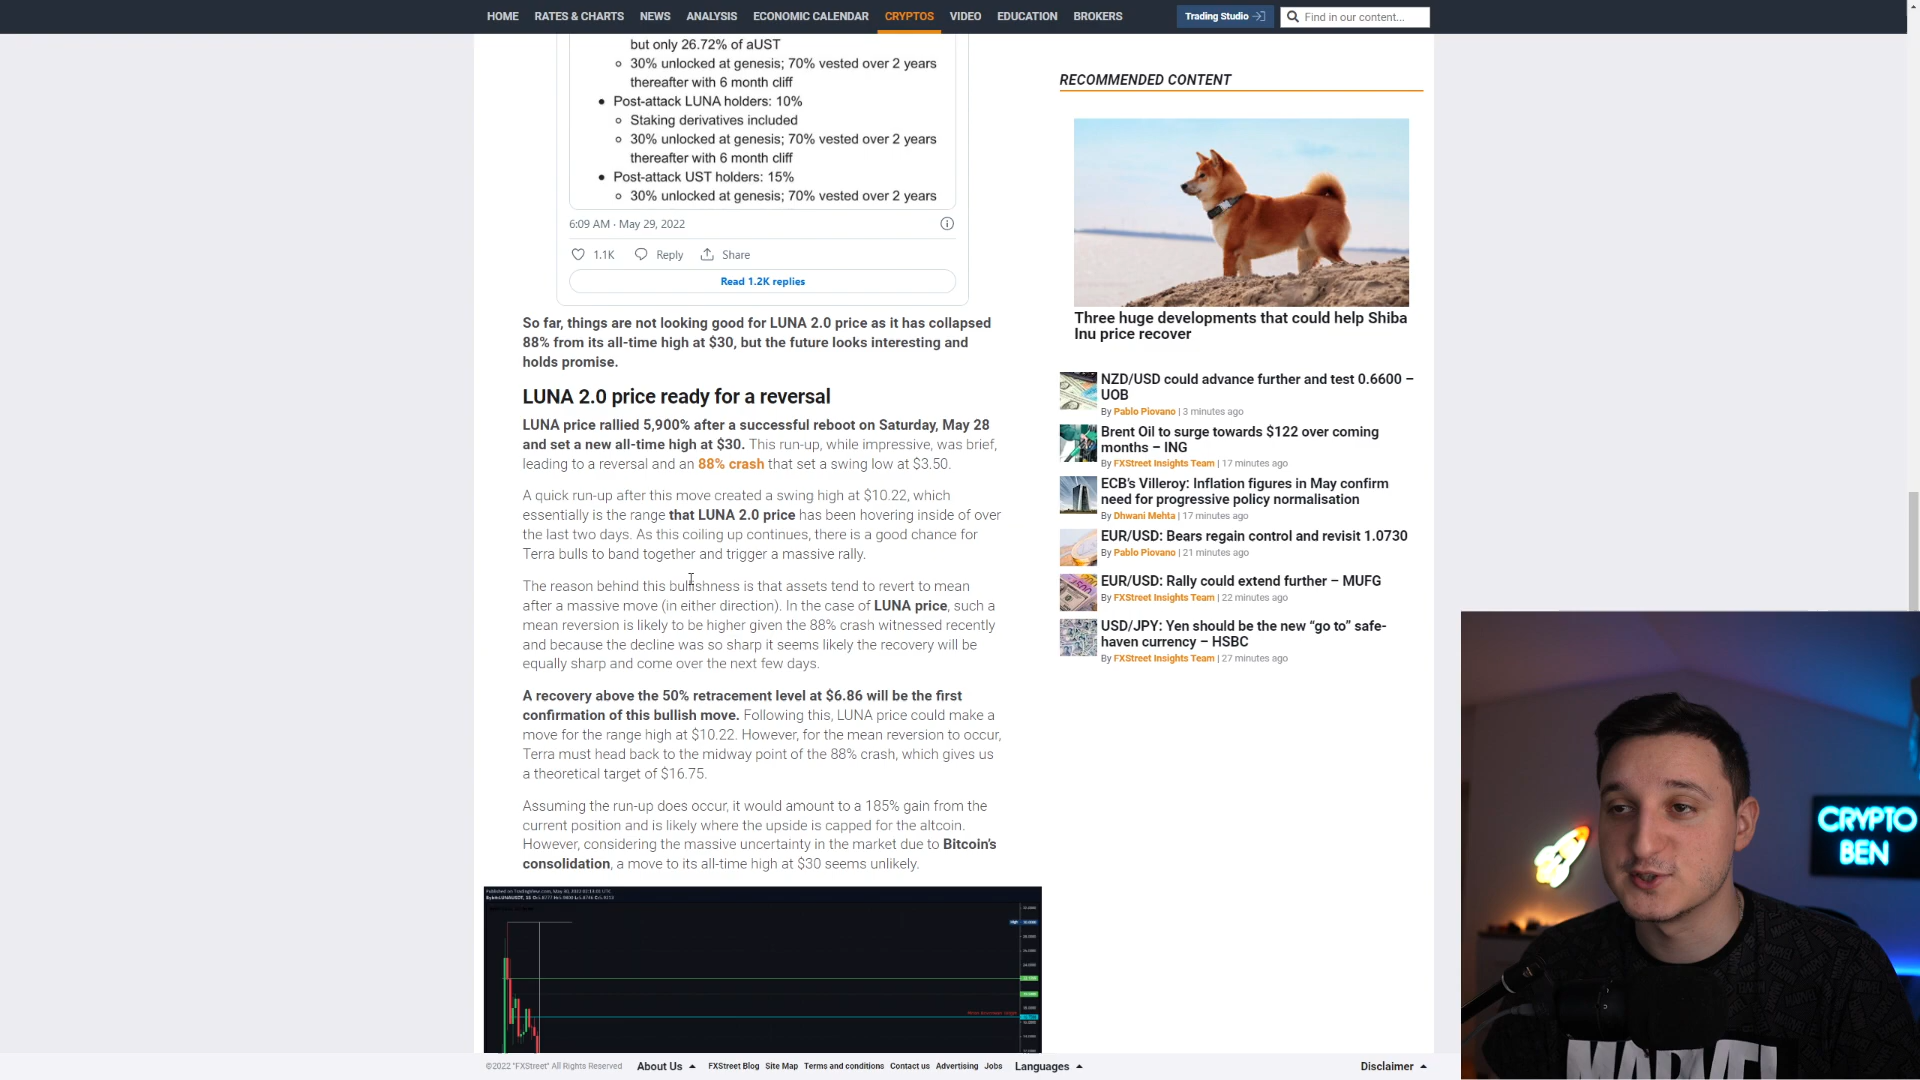 HOME RATES & CHARTS NEWS ANALYSIS ECONOMIC CALENDAR CRYPTOS VIDEO EDUCATION BROKERS Trading Studio Find in our content...
but only 26.72% of aUST
30% unlocked at genesis; 70% vested over 2 years
thereafter with 6 month cliff
Post-attack LUNA holders: 10%
Staking derivatives included
30% unlocked at genesis; 70% vested over 2 years
thereafter with 6 month cliff
Post-attack UST holders: 15%
30% unlocked at genesis; 70% vested over 2 years
6:09 AM · May 29, 2022
1.1K Reply Share
Read 1.2K replies
So far, things are not looking good for LUNA 2.0 price as it has collapsed
88% from its all-time high at $30, but the future looks interesting and
holds promise.
LUNA 2.0 price ready for a reversal
LUNA price rallied 5,900% after a successful reboot on Saturday, May 28
and set a new all-time high at $30. This run-up, while impressive, was brief,
leading to a reversal and an 88% crash that set a swing low at $3.50.
A quick run-up after this move created a swing high at $10.22, which
essentially is the range that LUNA 2.0 price has been hovering inside of over
the last two days. As this coiling up continues, there is a good chance for
Terra bulls to band together and trigger a massive rally.
The reason behind this bullishness is that assets tend to revert to mean
after a massive move (in either direction). In the case of LUNA price, such a
mean reversion is likely to be higher given the 88% crash witnessed recently
and because the decline was so sharp it seems likely the recovery will be
equally sharp and come over the next few days.
A recovery above the 50% retracement level at $6.86 will be the first
confirmation of this bullish move. Following this, LUNA price could make a
move for the range high at $10.22. However, for the mean reversion to occur,
Terra must head back to the midway point of the 88% crash, which gives us
a theoretical target of $16.75.
Assuming the run-up does occur, it would amount to a 185% gain from the
current position and is likely where the upside is capped for the altcoin.
However, considering the massive uncertainty in the market due to Bitcoin's
consolidation, a move to its all-time high at $30 seems unlikely.
RECOMMENDED CONTENT
Three huge developments that could help Shiba
Inu price recover
NZD/USD could advance further and test 0.6600 –
UOB
By Pablo Piovano | 3 minutes ago
Brent Oil to surge towards $122 over coming
months – ING
By FXStreet Insights Team | 17 minutes ago
ECB's Villeroy: Inflation figures in May confirm
need for progressive policy normalisation
By Dhwani Mehta | 17 minutes ago
EUR/USD: Bears regain control and revisit 1.0730
By Pablo Piovano | 21 minutes ago
EUR/USD: Rally could extend further – MUFG
By FXStreet Insights Team | 22 minutes ago
USD/JPY: Yen should be the new “go to” safe-
haven currency – HSBC
By FXStreet Insights Team | 27 minutes ago
CRYPTO
BEN
MARVEL
©2022 "FXStreet" All Rights Reserved About Us FXStreet Blog Site Map Terms and conditions Contact us Advertising Jobs Languages Disclaimer